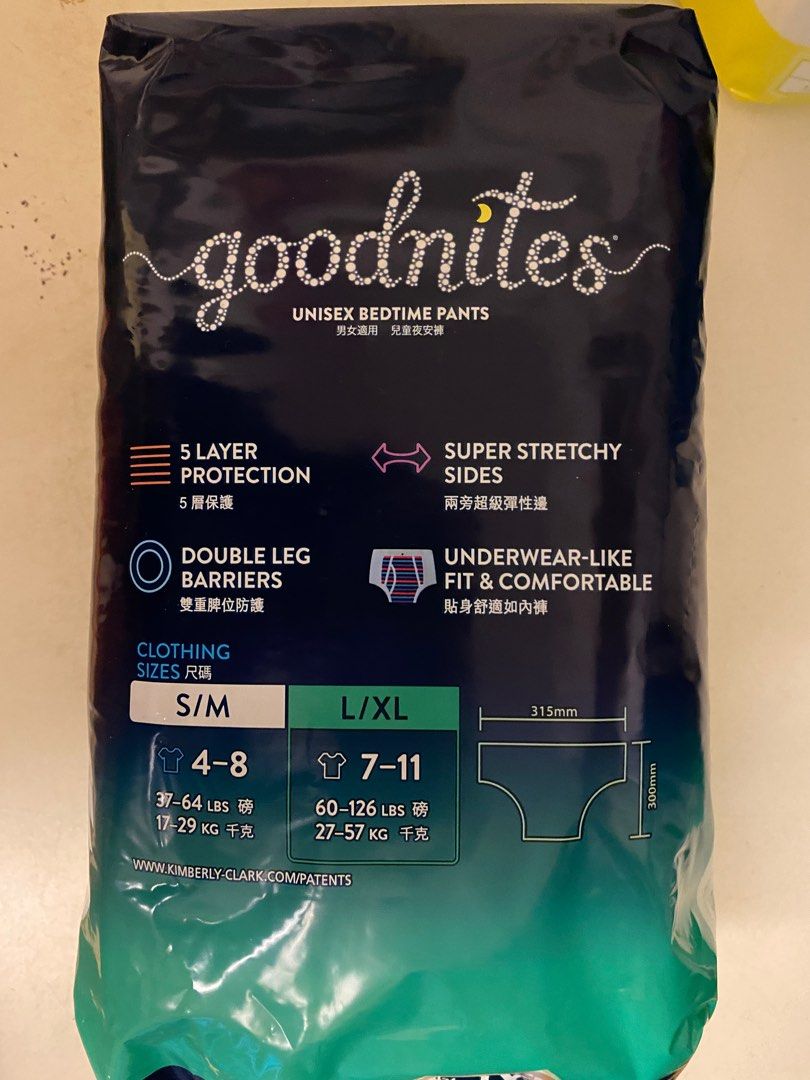 goodnites®
UNISEX BEDTIME PANTS
男女適用 兒童夜安褲
5 LAYER
PROTECTION
5 層保護
SUPER STRETCHY
SIDES
兩旁超級彈性邊
DOUBLE LEG
BARRIERS
雙重脾位防護
UNDERWEAR-LIKE
FIT & COMFORTABLE
貼身舒適如內褲
CLOTHING
SIZES 尺碼
S/M
4–8
37–64 LBS 磅
17–29 KG 千克
L/XL
7–11
60–126 LBS 磅
27–57 KG 千克
315mm
300mm
WWW.KIMBERLY-CLARK.COM/PATENTS